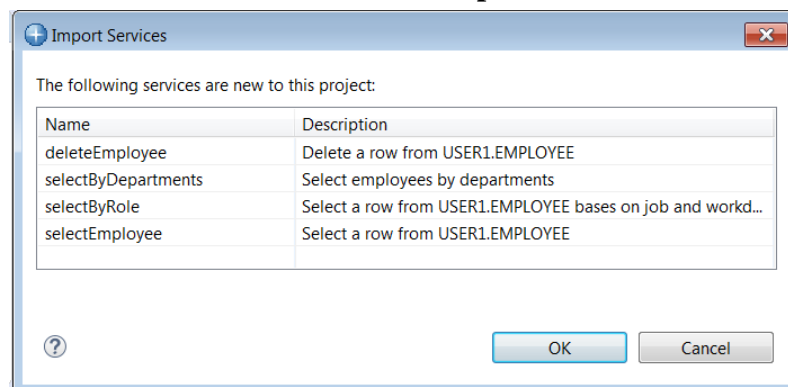 Import Services
The following services are new to this project:
Name Description
deleteEmployee Delete a row from USER1.EMPLOYEE
selectByDepartments Select employees by departments
selectByRole Select a row from USER1.EMPLOYEE bases on job and workd...
selectEmployee Select a row from USER1.EMPLOYEE
? OK Cancel